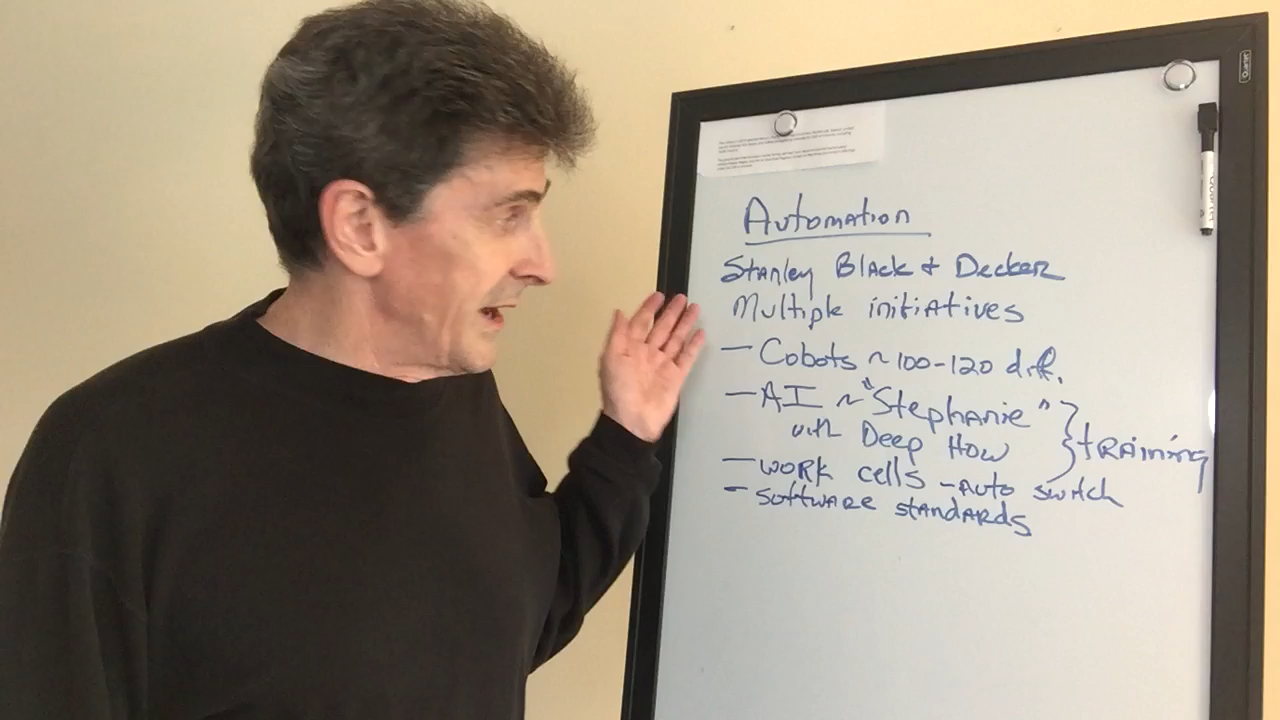 Automation
Stanley Black & Decker
Multiple initiatives
- Cobots ~ 100-120 diff.
- AI ~ "Stephanie"
with Deep How } training
- work cells - auto switch
- software standards
Quartet